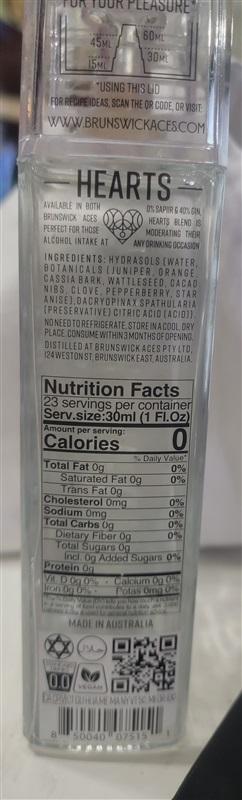 FOR YOUR PLEASURE*
45ML
60ML
15ML
30ML
*USING THIS LID
FOR RECIPE IDEAS, SCAN THE QR CODE, OR VISIT:
WWW.BRUNSWICKACES.COM
HEARTS
AVAILABLE IN BOTH
BRUNSWICK ACES
PERFECT FOR THOSE
ALCOHOL INTAKE AT
0% SAPIIR & 40% GIN,
HEARTS BLEND IS
MODERATING THEIR
ANY DRINKING OCCASION
INGREDIENTS: HYDRASOLS (WATER,
BOTANICALS (JUNIPER, ORANGE,
CASSIA BARK, WATTLESEED, CACAO
NIBS, CLOVE, PEPPERBERRY, STAR
ANISE), DACRYOPINAX SPATHULARIA
(PRESERVATIVE) CITRIC ACID (ACID)).
NO NEED TO REFRIGERATE. STORE IN A COOL, DRY
PLACE. CONSUME WITHIN 3 MONTHS OF OPENING.
DISTILLED AT BRUNSWICK ACES PTY LTD,
124 WESTON ST, BRUNSWICK EAST, AUSTRALIA.
Nutrition Facts
23 servings per container
Serv.size:30ml (1 Fl.Oz)
Amount per serving:
Calories 0
% Daily Value*
Total Fat 0g 0%
Saturated Fat 0g 0%
Trans Fat 0g
Cholesterol 0mg 0%
Sodium 0mg 0%
Total Carbs 0g 0%
Dietary Fiber 0g 0%
Total Sugars 0g
Incl. 0g Added Sugars 0%
Protein 0g
Vit. D 0g 0% • Calcium 0g 0%
Iron 0g 0% • Potas 0mg 0%
MADE IN AUSTRALIA
حلال
0.0
VEGAN
8 50040 07515 1